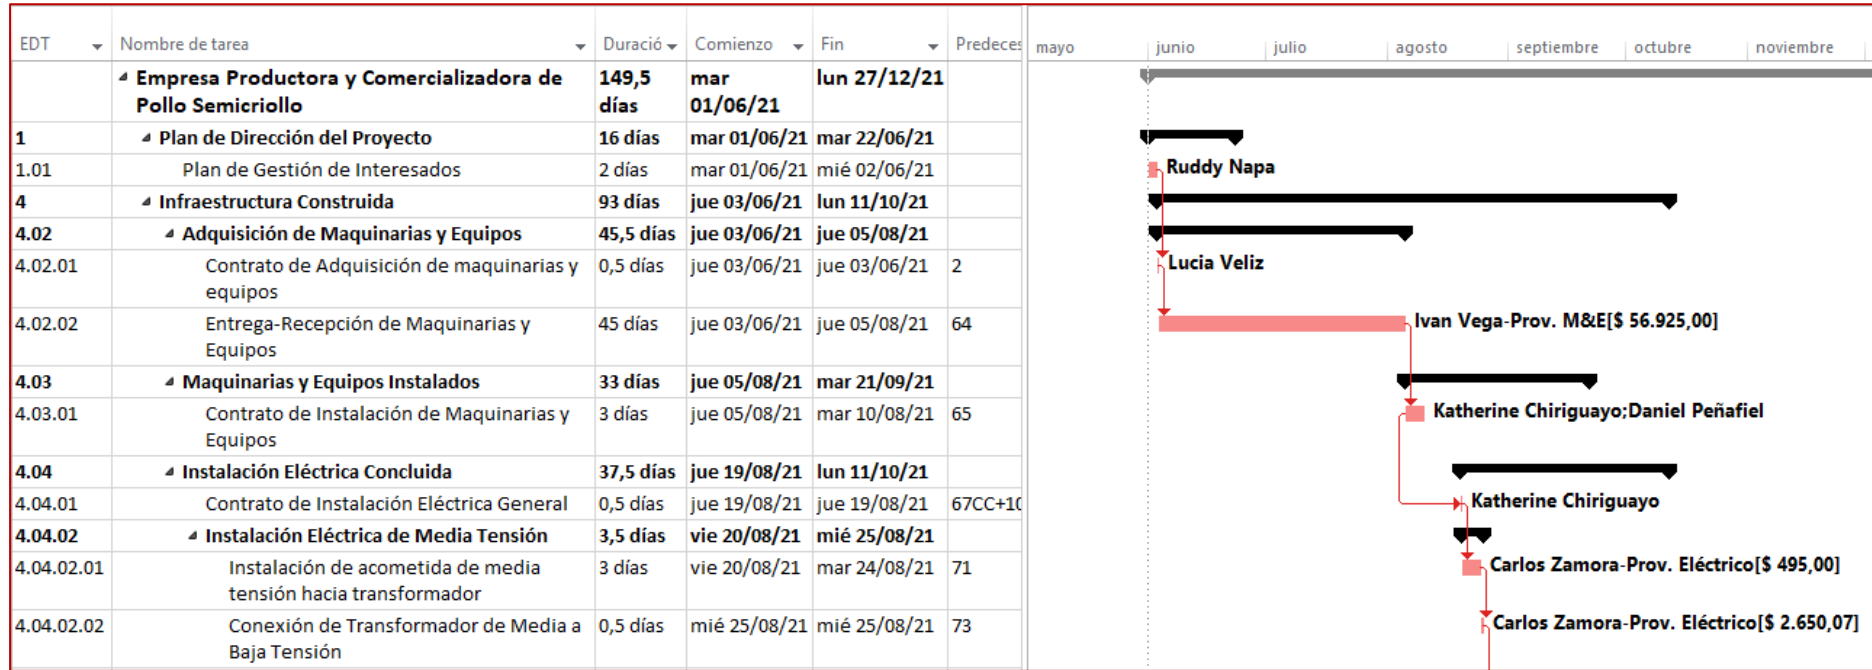 EDT Nombre de tarea Duració Comienzo Fin Predeces mayo junio julio agosto septiembre octubre noviembre
Empresa Productora y Comercializadora de 149,5 mar lun 27/12/21
Pollo Semicriollo días 01/06/21
1 Plan de Dirección del Proyecto 16 días mar 01/06/21 mar 22/06/21
1.01 Plan de Gestión de Interesados 2 días mar 01/06/21 mié 02/06/21 Ruddy Napa
4 Infraestructura Construida 93 días jue 03/06/21 lun 11/10/21
4.02 Adquisición de Maquinarias y Equipos 45,5 días jue 03/06/21 jue 05/08/21
4.02.01 Contrato de Adquisición de maquinarias y 0,5 días jue 03/06/21 jue 03/06/21 2 Lucia Veliz
equipos
4.02.02 Entrega-Recepción de Maquinarias y 45 días jue 03/06/21 jue 05/08/21 64 Ivan Vega-Prov. M&E[$ 56.925,00]
Equipos
4.03 Maquinarias y Equipos Instalados 33 días jue 05/08/21 mar 21/09/21
4.03.01 Contrato de Instalación de Maquinarias y 3 días jue 05/08/21 mar 10/08/21 65 Katherine Chiriguayo;Daniel Peñafiel
Equipos
4.04 Instalación Eléctrica Concluida 37,5 días jue 19/08/21 lun 11/10/21
4.04.01 Contrato de Instalación Eléctrica General 0,5 días jue 19/08/21 jue 19/08/21 67CC+10 Katherine Chiriguayo
4.04.02 Instalación Eléctrica de Media Tensión 3,5 días vie 20/08/21 mié 25/08/21
4.04.02.01 Instalación de acometida de media 3 días vie 20/08/21 mar 24/08/21 71 Carlos Zamora-Prov. Eléctrico[$ 495,00]
tensión hacia transformador
4.04.02.02 Conexión de Transformador de Media a 0,5 días mié 25/08/21 mié 25/08/21 73 Carlos Zamora-Prov. Eléctrico[$ 2.650,07]
Baja Tensión